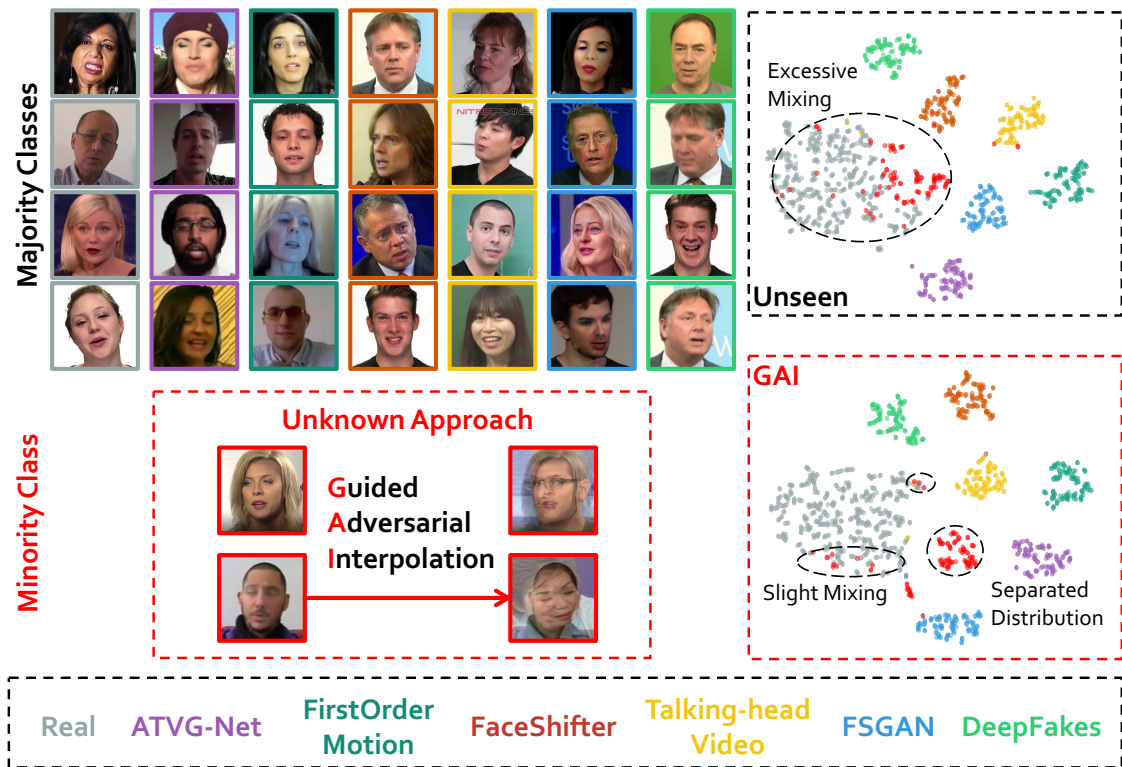 Majority Classes
NITROPLANE
Excessive
Mixing
Unseen
Minority Class
Unknown Approach
Guided
Adversarial
Interpolation
GAI
Slight Mixing
Separated
Distribution
Real
ATVG-Net
FirstOrder
Motion
FaceShifter
Talking-head
Video
FSGAN
DeepFakes